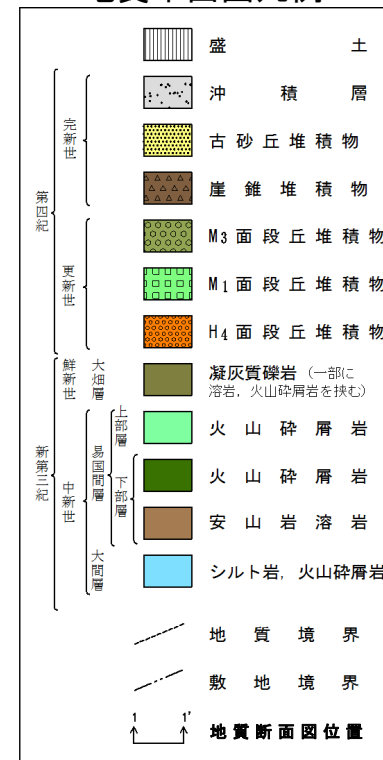 盛土
第四紀
完新世
沖積層
古砂丘堆積物
崖錐堆積物
更新世
M3面段丘堆積物
M1面段丘堆積物
H4面段丘堆積物
新第三紀
鮮新世
大畑層
凝灰質礫岩（一部に
溶岩，火山砕屑岩を挟む）
中新世
易国間層
上部層
火山砕屑岩
下部層
火山砕屑岩
安山岩溶岩
大間層
シルト岩，火山砕屑岩
地質境界
敷地境界
1 1' 地質断面図位置